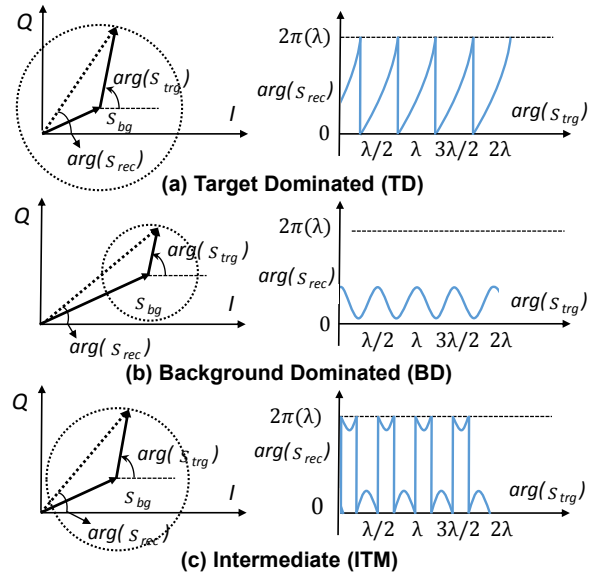 Q
arg(s_trg)
s_bg
I
arg(s_rec)
2π(λ)
arg(s_rec)
arg(s_trg)
0
λ/2 λ 3λ/2 2λ
(a) Target Dominated (TD)
Q
arg(s_trg)
s_bg
I
arg(s_rec)
2π(λ)
arg(s_rec)
arg(s_trg)
0
λ/2 λ 3λ/2 2λ
(b) Background Dominated (BD)
Q
arg(s_trg)
s_bg
I
arg(s_rec)
2π(λ)
arg(s_rec)
arg(s_trg)
0
λ/2 λ 3λ/2 2λ
(c) Intermediate (ITM)